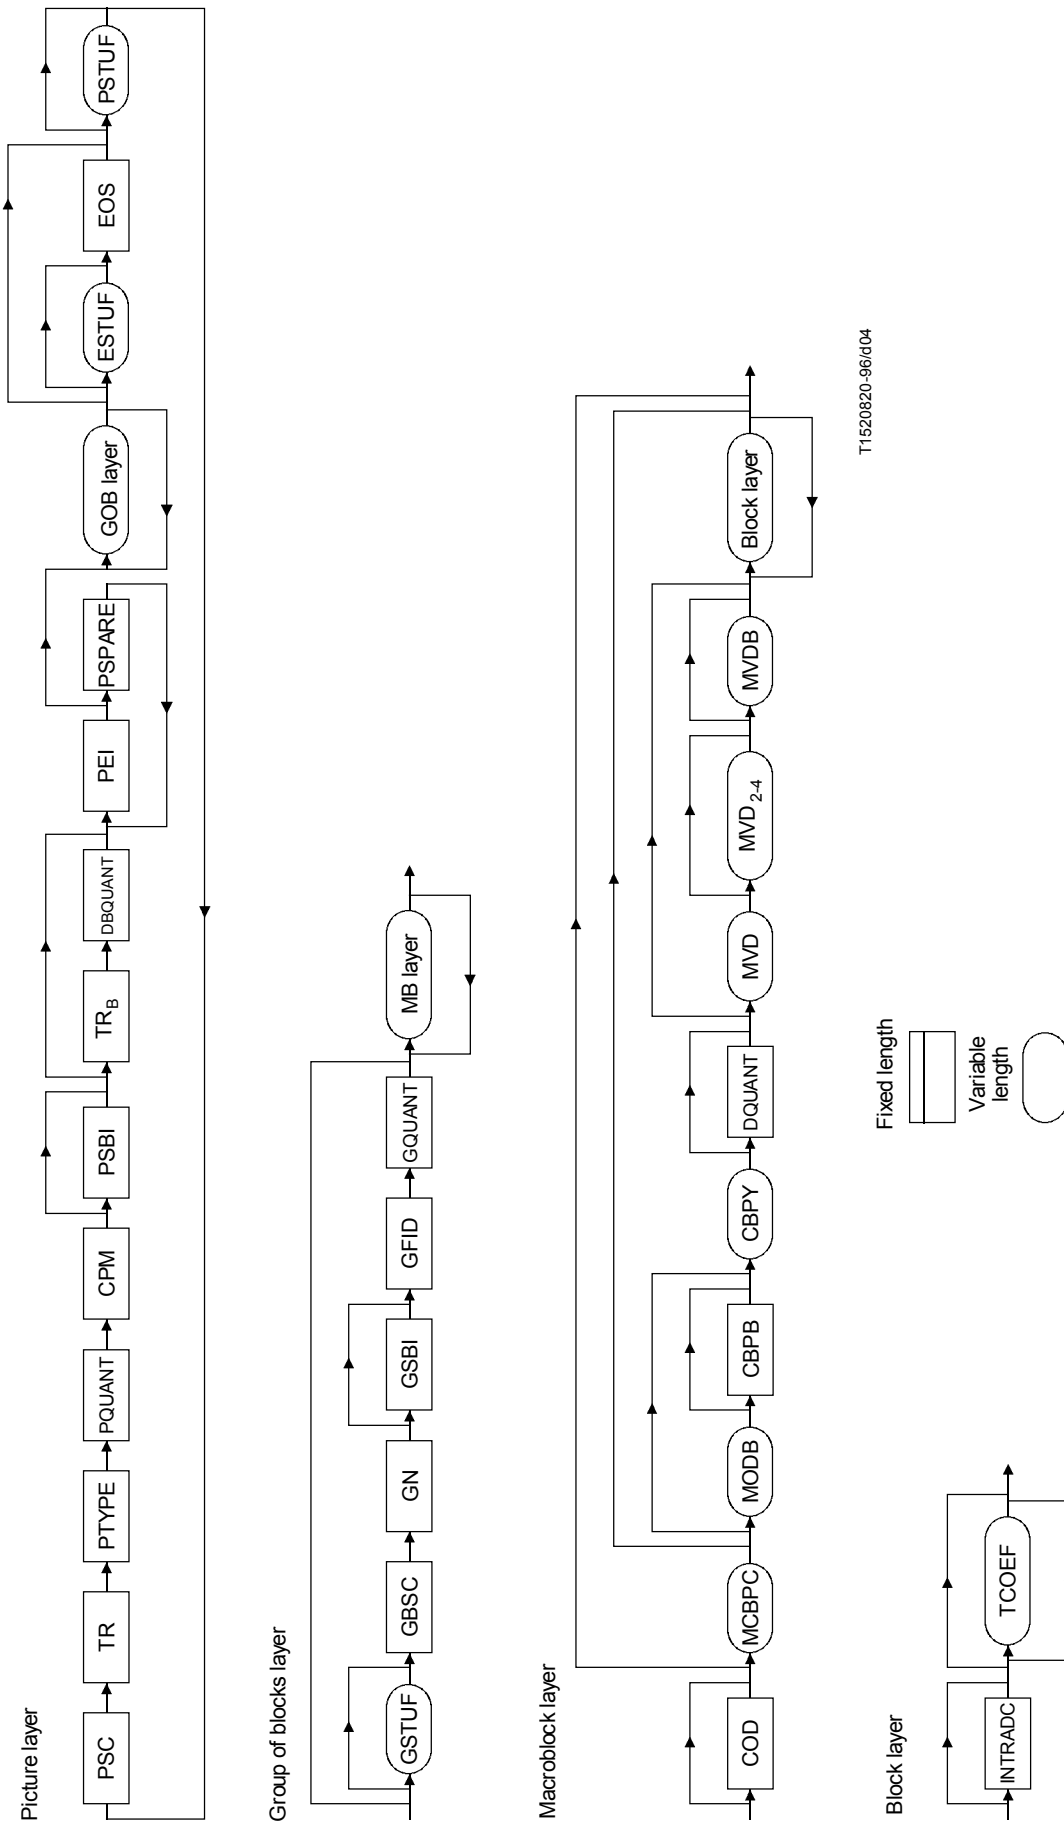 Picture layer
PSC
TR
PTYPE
PQUANT
CPM
PSBI
TRB
DBQUANT
PEI
PSPARE
GOB layer
ESTUF
EOS
PSTUF
Group of blocks layer
GSTUF
GBSC
GN
GSBI
GFID
GQUANT
MB layer
Macroblock layer
COD
MCBPC
MODB
CBPB
CBPY
DQUANT
MVD
MVD2-4
MVDB
Block layer
Block layer
INTRADC
TCOEF
Fixed length
Variable
length
T1520820-96/d04